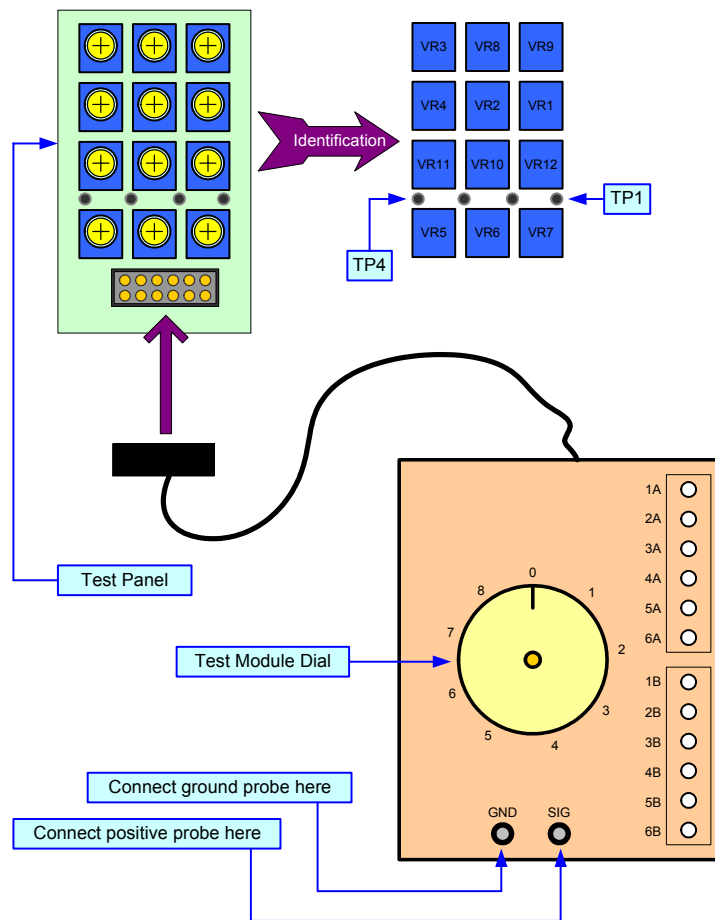 VR3 VR8 VR9
VR4 VR2 VR1
Identification
VR11 VR10 VR12
TP1
VR5 VR6 VR7
TP4
1A
2A
3A
4A
5A
6A
Test Panel
0
1
2
3
4
5
6
7
8
Test Module Dial
1B
2B
3B
4B
5B
6B
Connect ground probe here
GND SIG
Connect positive probe here